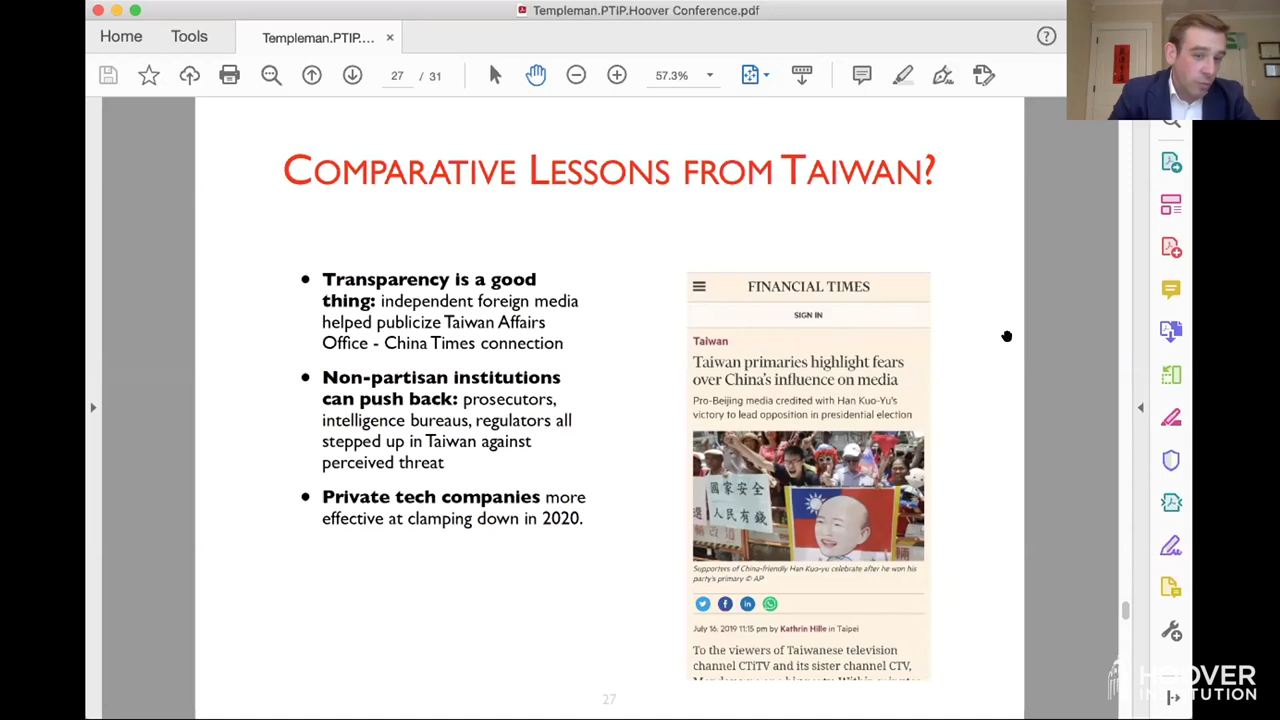 Templeman.PTIP.Hoover Conference.pdf
Home
Tools
Templeman.PTIP....
27 / 31
57.3%
COMPARATIVE LESSONS FROM TAIWAN?
• Transparency is a good
thing: independent foreign media
helped publicize Taiwan Affairs
Office - China Times connection
• Non-partisan institutions
can push back: prosecutors,
intelligence bureaus, regulators all
stepped up in Taiwan against
perceived threat
• Private tech companies more
effective at clamping down in 2020.
FINANCIAL TIMES
SIGN IN
Taiwan
Taiwan primaries highlight fears
over China's influence on media
Pro-Beijing media credited with Han Kuo-Yu's
victory to lead opposition in presidential election
國家安全
人民有錢
Supporters of China-friendly Han Kuo-yu celebrate after he won his
party's primary © AP
July 16, 2019 11:15 pm by Kathrin Hille in Taipei
To the viewers of Taiwanese television
channel CTiTV and its sister channel CTV,
27
HOOVER
INSTITUTION